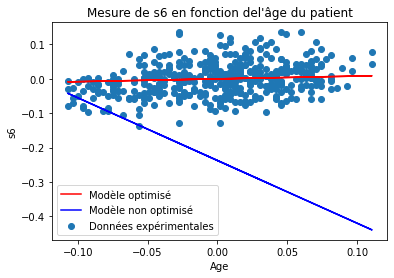 Mesure de s6 en fonction del'âge du patient
s6
0.1
0.0
−0.1
−0.2
−0.3
−0.4
Modèle optimisé
Modèle non optimisé
Données expérimentales
−0.10
−0.05
0.00
0.05
0.10
Age